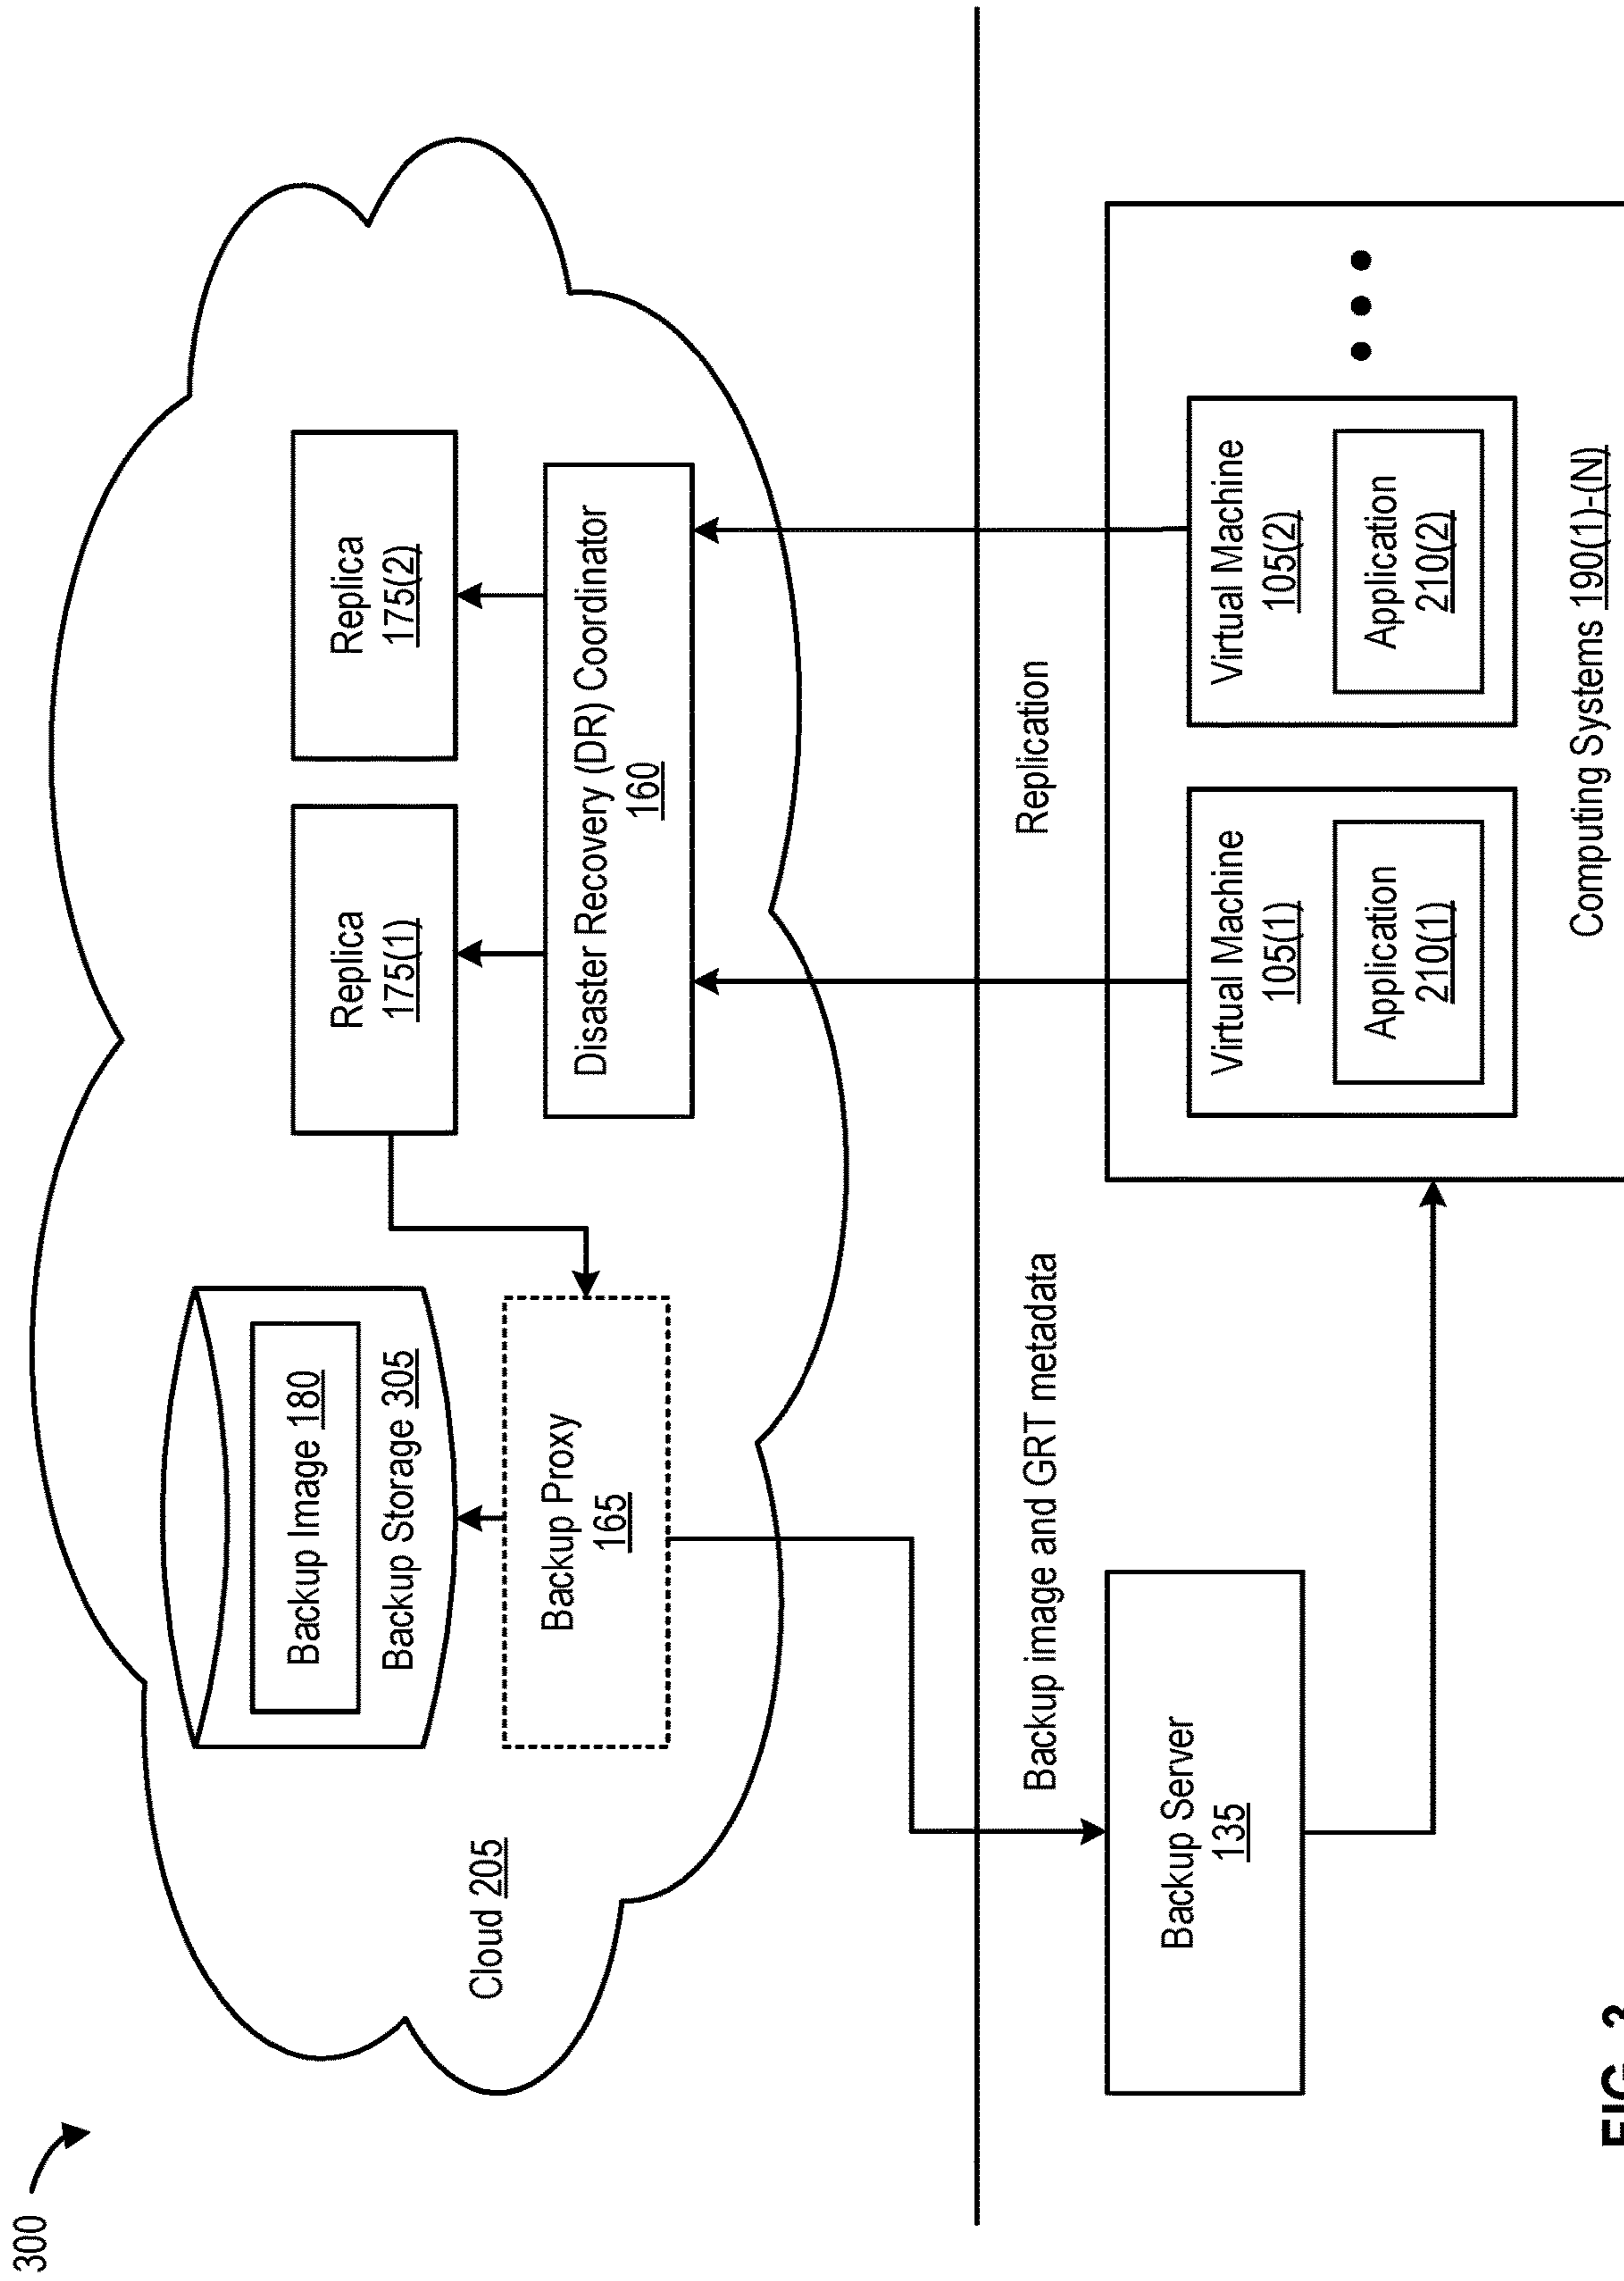 300
Cloud 205
Backup Image 180
Backup Storage 305
Backup Proxy
165
Replica
175(1)
Replica
175(2)
Disaster Recovery (DR) Coordinator
160
Backup image and GRT metadata
Replication
Backup Server
135
Virtual Machine
105(1)
Application
210(1)
Virtual Machine
105(2)
Application
210(2)
Computing Systems 190(1)-(N)
FIG. 3